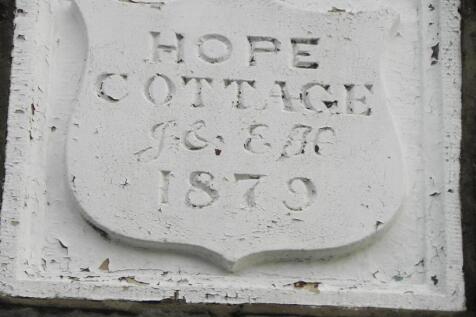 HOPE
COTTAGE
J & E H
1879